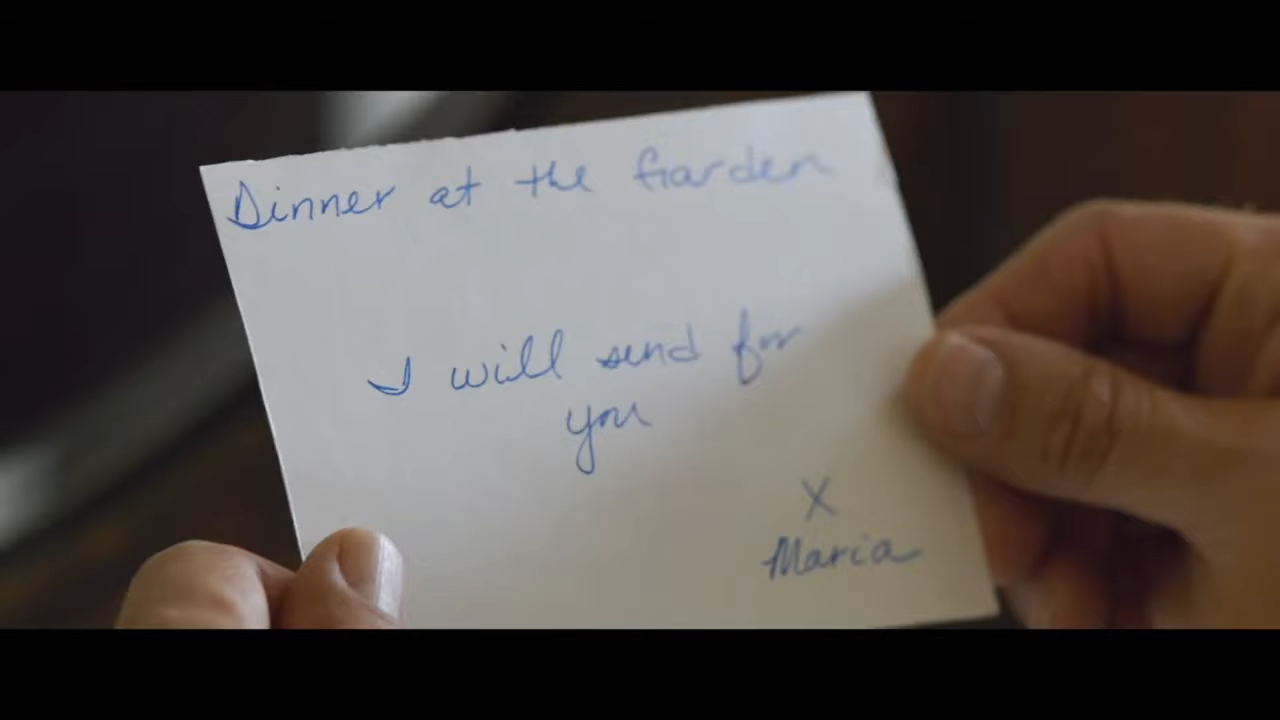 Dinner at the Garden
I will send for
you
X
Maria